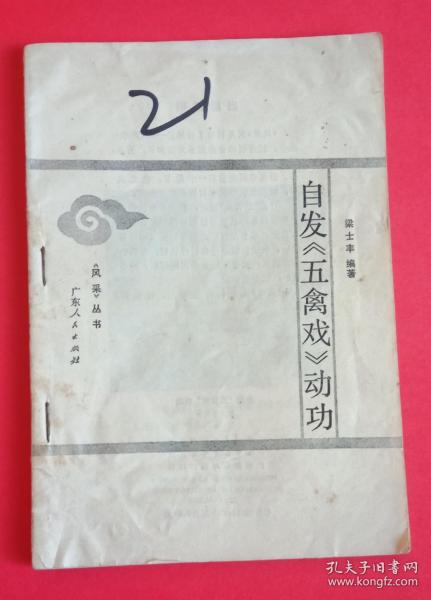 21
自发《五禽戏》动功
梁士丰 编著
《风采》丛书
广东人民出版社
孔夫子旧书网
www.kongfz.com